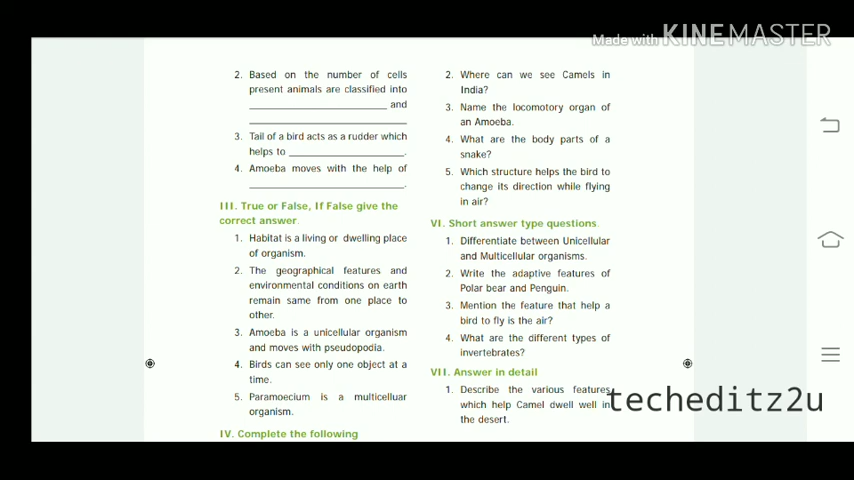 Made with KINEMASTER
2. Based on the number of cells
present animals are classified into
____________________ and
____________________
3. Tail of a bird acts as a rudder which
helps to ____________________.
4. Amoeba moves with the help of
____________________.
III. True or False, If False give the
correct answer.
1. Habitat is a living or dwelling place
of organism.
2. The geographical features and
environmental conditions on earth
remain same from one place to
other.
3. Amoeba is a unicellular organism
and moves with pseudopodia.
4. Birds can see only one object at a
time.
5. Paramoecium is a multicelluar
organism.
IV. Complete the following
2. Where can we see Camels in
India?
3. Name the locomotory organ of
an Amoeba.
4. What are the body parts of a
snake?
5. Which structure helps the bird to
change its direction while flying
in air?
VI. Short answer type questions.
1. Differentiate between Unicellular
and Multicellular organisms.
2. Write the adaptive features of
Polar bear and Penguin.
3. Mention the feature that help a
bird to fly is the air?
4. What are the different types of
invertebrates?
VII. Answer in detail
1. Describe the various features
which help Camel dwell well in
the desert.
techeditz2u